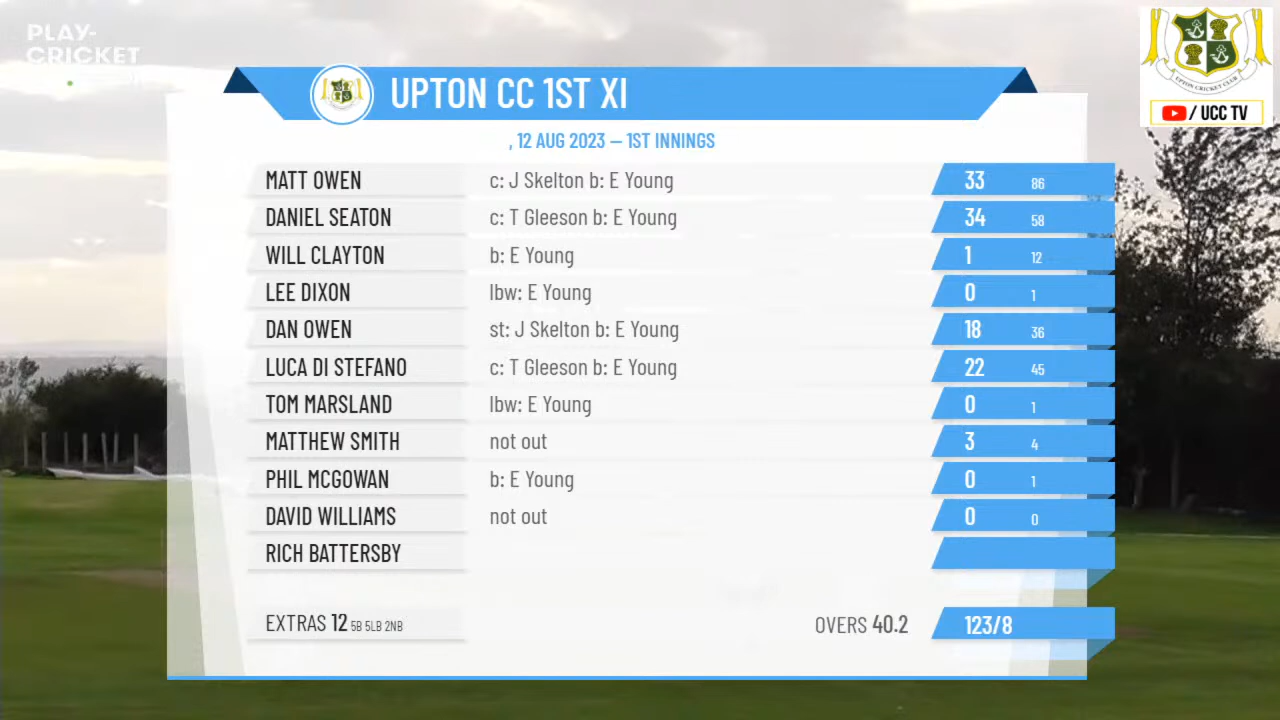 PLAY-
CRICKET
UPTON CRICKET CLUB
/ UCC TV
UPTON CC 1ST XI
, 12 AUG 2023 – 1ST INNINGS
MATT OWEN c: J Skelton b: E Young 33 86
DANIEL SEATON c: T Gleeson b: E Young 34 58
WILL CLAYTON b: E Young 1 12
LEE DIXON lbw: E Young 0 1
DAN OWEN st: J Skelton b: E Young 18 36
LUCA DI STEFANO c: T Gleeson b: E Young 22 45
TOM MARSLAND lbw: E Young 0 1
MATTHEW SMITH not out 3 4
PHIL MCGOWAN b: E Young 0 1
DAVID WILLIAMS not out 0 0
RICH BATTERSBY
EXTRAS 12 5B 5LB 2NB OVERS 40.2 123/8